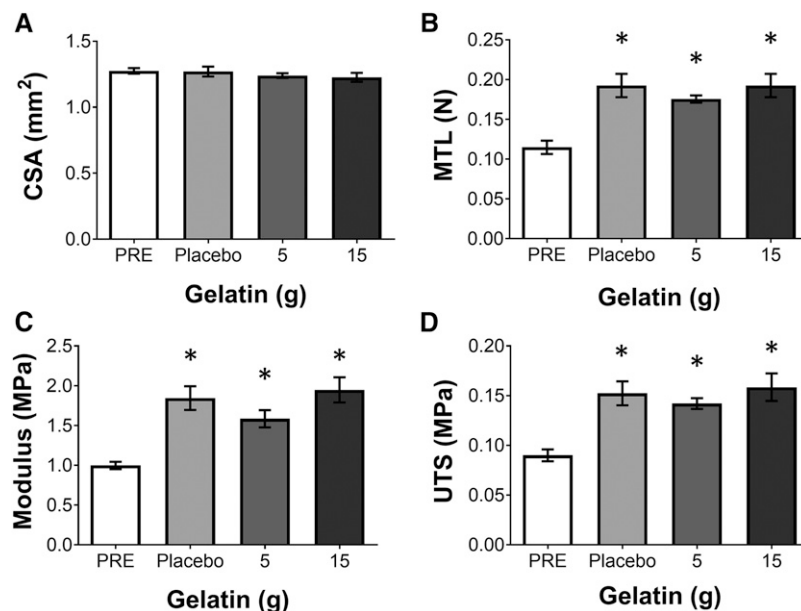 A
CSA (mm²)
1.5
1.0
0.5
0.0
PRE Placebo 5 15
Gelatin (g)
B
MTL (N)
0.25
0.20
0.15
0.10
0.05
0.00
* * *
PRE Placebo 5 15
Gelatin (g)
C
Modulus (MPa)
2.5
2.0
1.5
1.0
0.5
0.0
* * *
PRE Placebo 5 15
Gelatin (g)
D
UTS (MPa)
0.20
0.15
0.10
0.05
0.00
* * *
PRE Placebo 5 15
Gelatin (g)